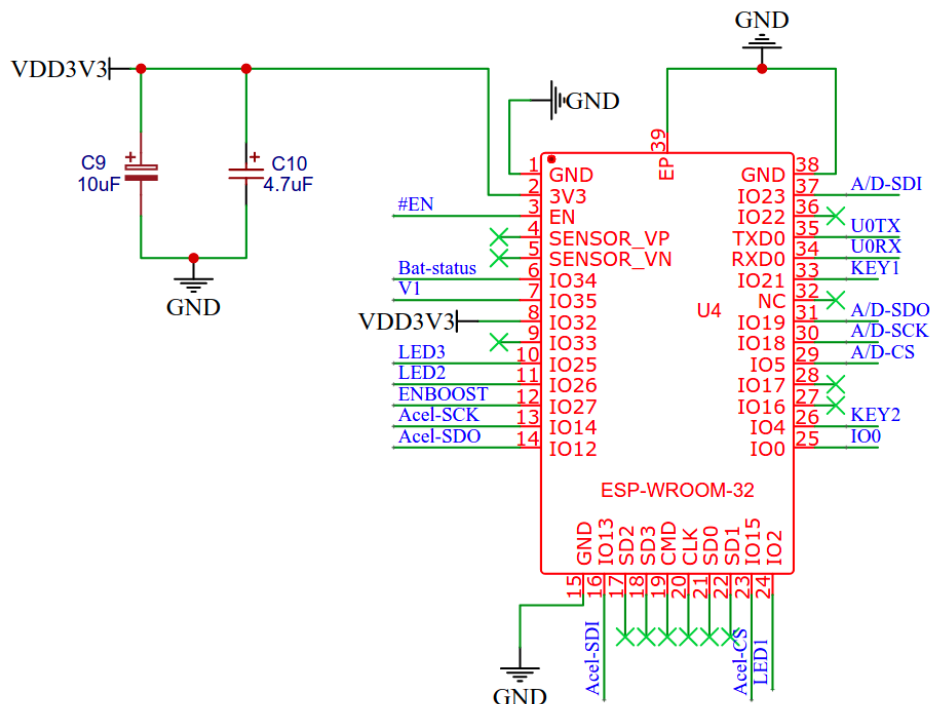 GND
VDD3V3
GND
C9
10uF
C10
4.7uF
GND
39
EP
1 GND
2 3V3
#EN 3 EN
4 SENSOR_VP
5 SENSOR_VN
Bat-status 6 IO34
V1 7 IO35
VDD3V3 8 IO32
9 IO33
LED3 10 IO25
LED2 11 IO26
ENBOOST 12 IO27
Acel-SCK 13 IO14
Acel-SDO 14 IO12
GND 38
IO23 37 A/D-SDI
IO22 36
TXD0 35 U0TX
RXD0 34 U0RX
IO21 33 KEY1
NC 32
U4
IO19 31 A/D-SDO
IO18 30 A/D-SCK
IO5 29 A/D-CS
IO17 28
IO16 27
IO4 26 KEY2
IO0 25 IO0
ESP-WROOM-32
GND 15
IO13 16 Acel-SDI
SD2 17
SD3 18
CMD 19
CLK 20
SD0 21
SD1 22
IO15 23 Acel-CS
IO2 24 LED1
GND